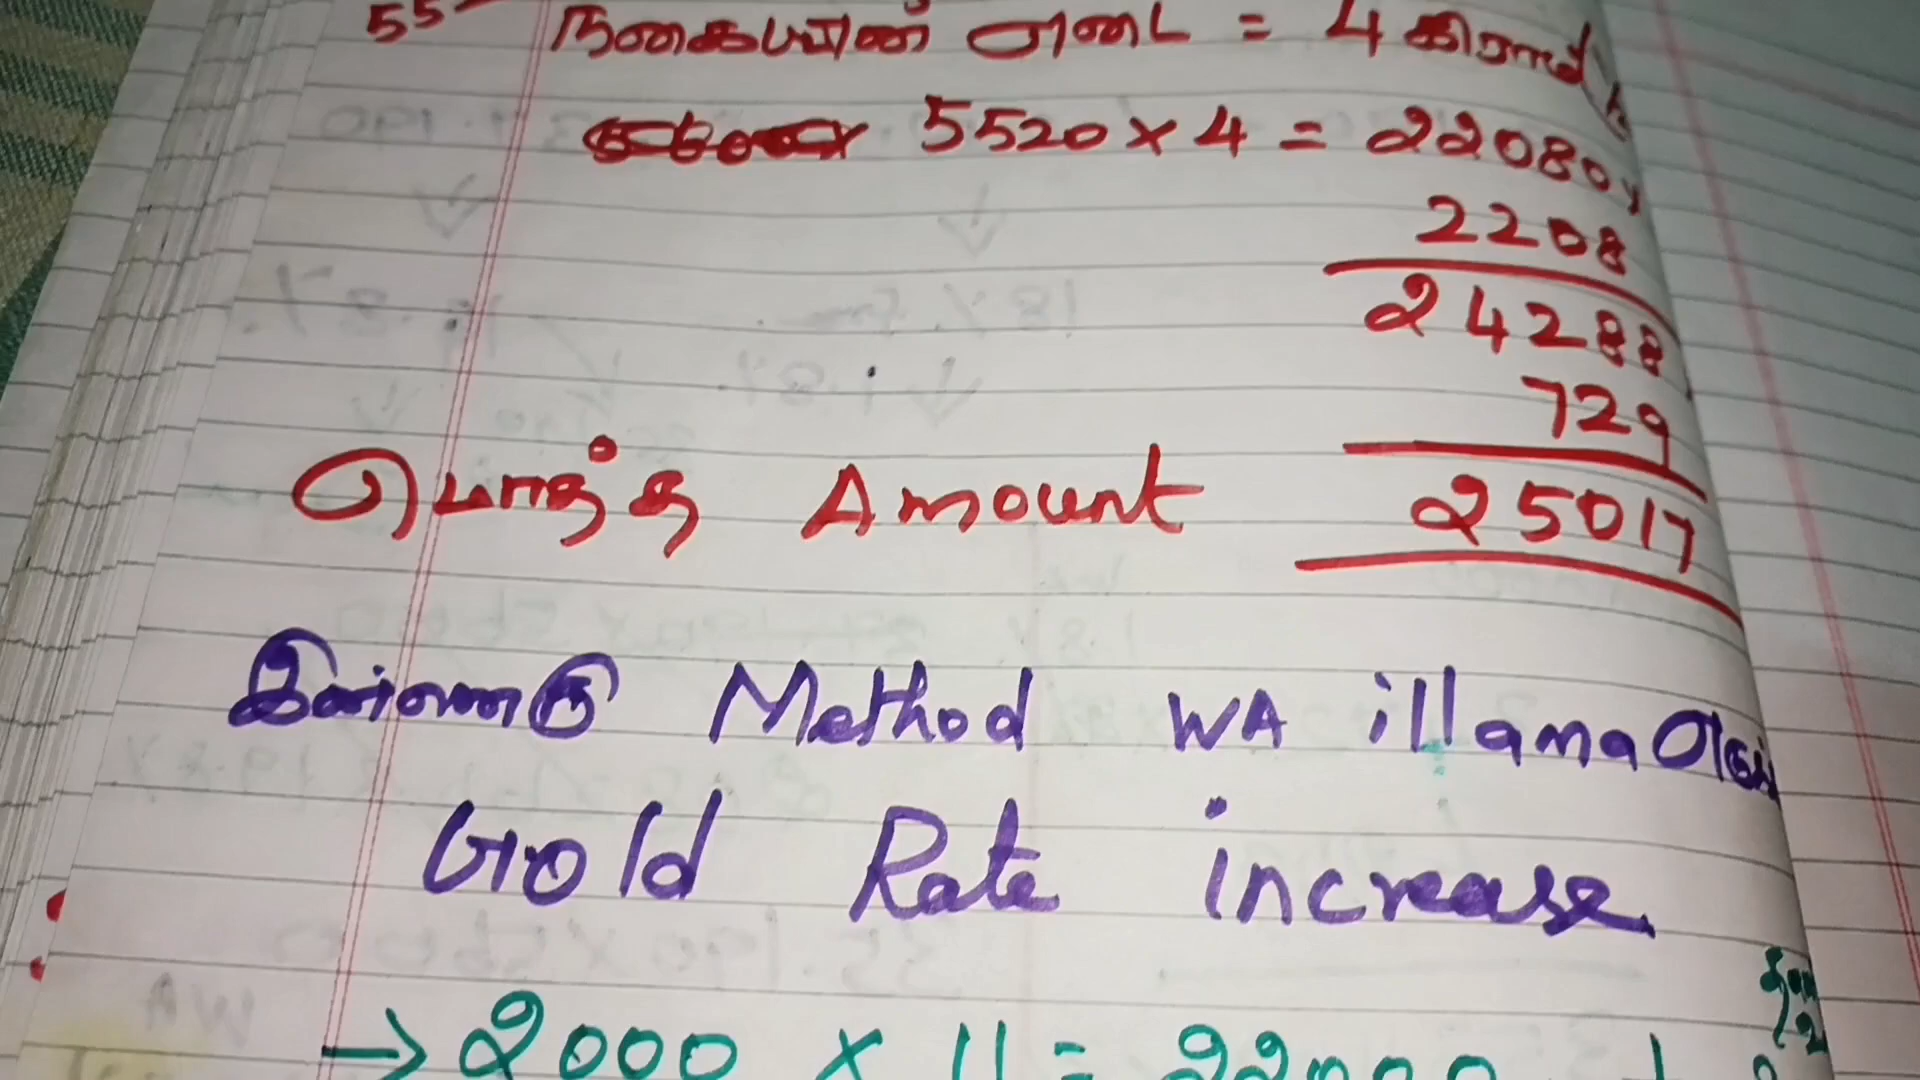 55
நகையின் எடை = 4 கிராம்
5520 × 4 = 22080
2208
24288
729
மொத்த Amount 25017
இன்னொரு Method WA illama
Gold Rate increase
→ 2000 × 11 = 22000 +